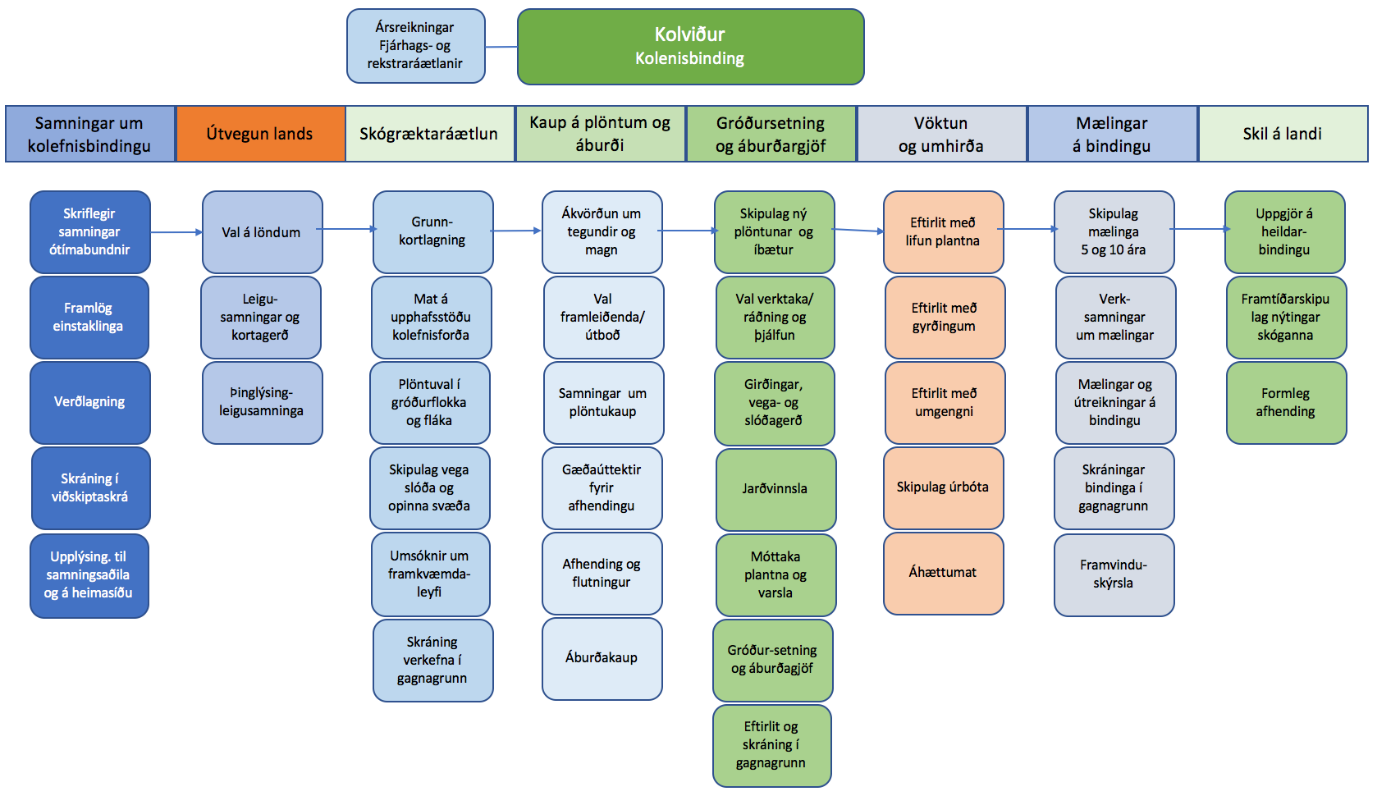 Ársreikningar
Fjárhags- og
rekstraráætlanir
Kolviður
Kolenisbinding
Samningar um
kolefnisbindingu
Útvegun lands
Skógræktaráætlun
Kaup á plöntum og
áburði
Gróðursetning
og áburðargjöf
Vöktun
og umhirða
Mælingar
á bindingu
Skil á landi
Skriflegir
samningar
ótímabundnir
Framlög
einstaklinga
Verðlagning
Skráning í
viðskiptaskrá
Upplýsing. til
samningsaðila
og á heimasíðu
Val á löndum
Leigu-
samningar og
kortagerð
Þinglýsing-
leigusamninga
Grunn-
kortlagning
Mat á
upphafsstöðu
kolefnisforða
Plöntuval í
gróðurflokka
og fláka
Skipulag vega
slóða og
opinna svæða
Umsóknir um
framkvæmda-
leyfi
Skráning
verkefna í
gagnagrunn
Ákvörðun um
tegundir og
magn
Val
framleiðenda/
útboð
Samningar  um
plöntukaup
Gæðaúttektir
fyrir
afhendingu
Afhending og
flutningur
Áburðakaup
Skipulag ný
plöntunar  og
íbætur
Val verktaka/
ráðning og
þjálfun
Girðingar,
vega- og
slóðagerð
Jarðvinnsla
Móttaka
plantna og
varsla
Gróður-setning
og áburðagjöf
Eftirlit og
skráning í
gagnagrunn
Eftirlit með
lifun plantna
Eftirlit með
gyrðingum
Eftirlit með
umgengni
Skipulag úrbóta
Áhættumat
Skipulag
mælinga
5 og 10 ára
Verk-
samningar
um mælingar
Mælingar og
útreikningar á
bindingu
Skráningar
bindinga í
gagnagrunn
Framvindu-
skýrsla
Uppgjör á
heildar-
bindingu
Framtíðarskipu
lag nýtingar
skóganna
Formleg
afhending